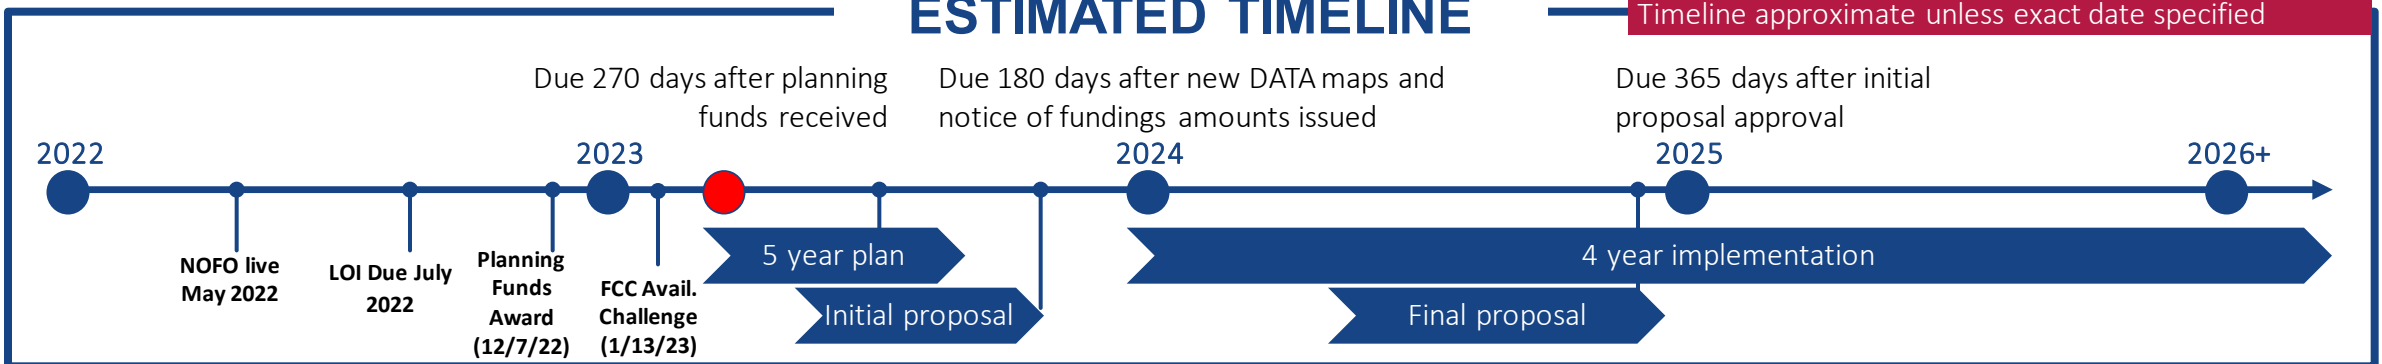 ESTIMATED TIMELINE
Timeline approximate unless exact date specified
Due 270 days after planning
funds received
Due 180 days after new DATA maps and
notice of fundings amounts issued
Due 365 days after initial
proposal approval
2022
2023
2024
2025
2026+
NOFO live
May 2022
LOI Due July
2022
Planning
Funds
Award
(12/7/22)
FCC Avail.
Challenge
(1/13/23)
5 year plan
Initial proposal
4 year implementation
Final proposal